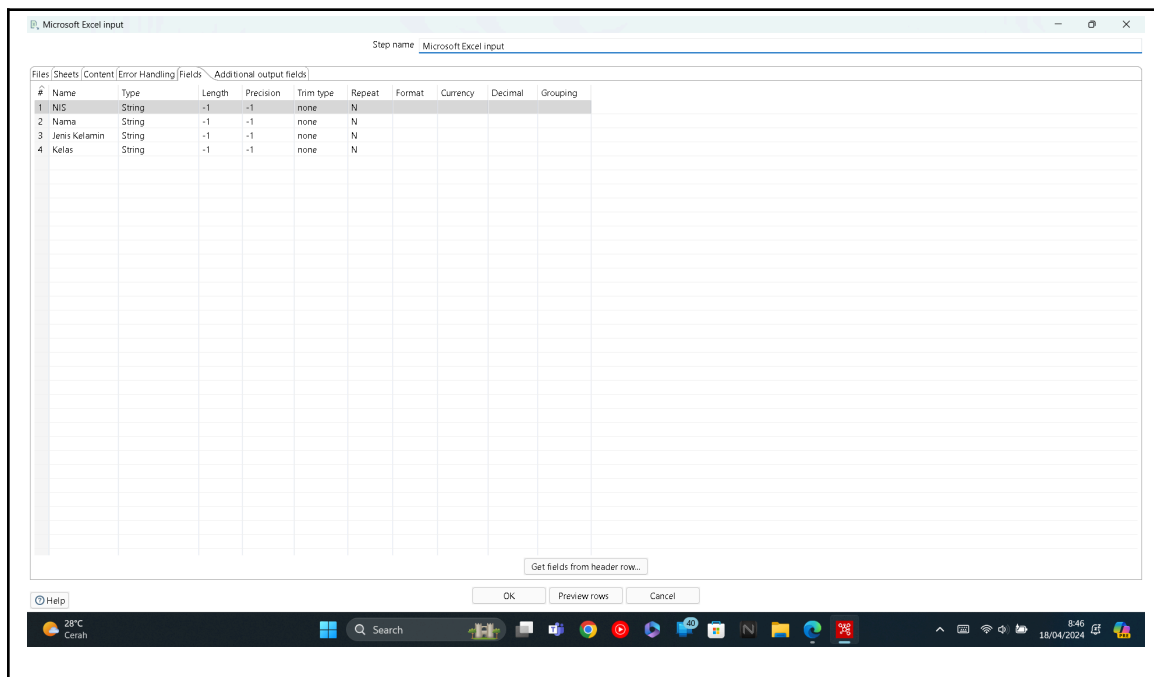 Microsoft Excel input
Step name Microsoft Excel input
Files Sheets Content Error Handling Fields Additional output fields
# Name Type Length Precision Trim type Repeat Format Currency Decimal Grouping
1 NIS String -1 -1 none N
2 Nama String -1 -1 none N
3 Jenis Kelamin String -1 -1 none N
4 Kelas String -1 -1 none N
Get fields from header row...
Help OK Preview rows Cancel
28°C
Cerah
Search
40
8:46
18/04/2024